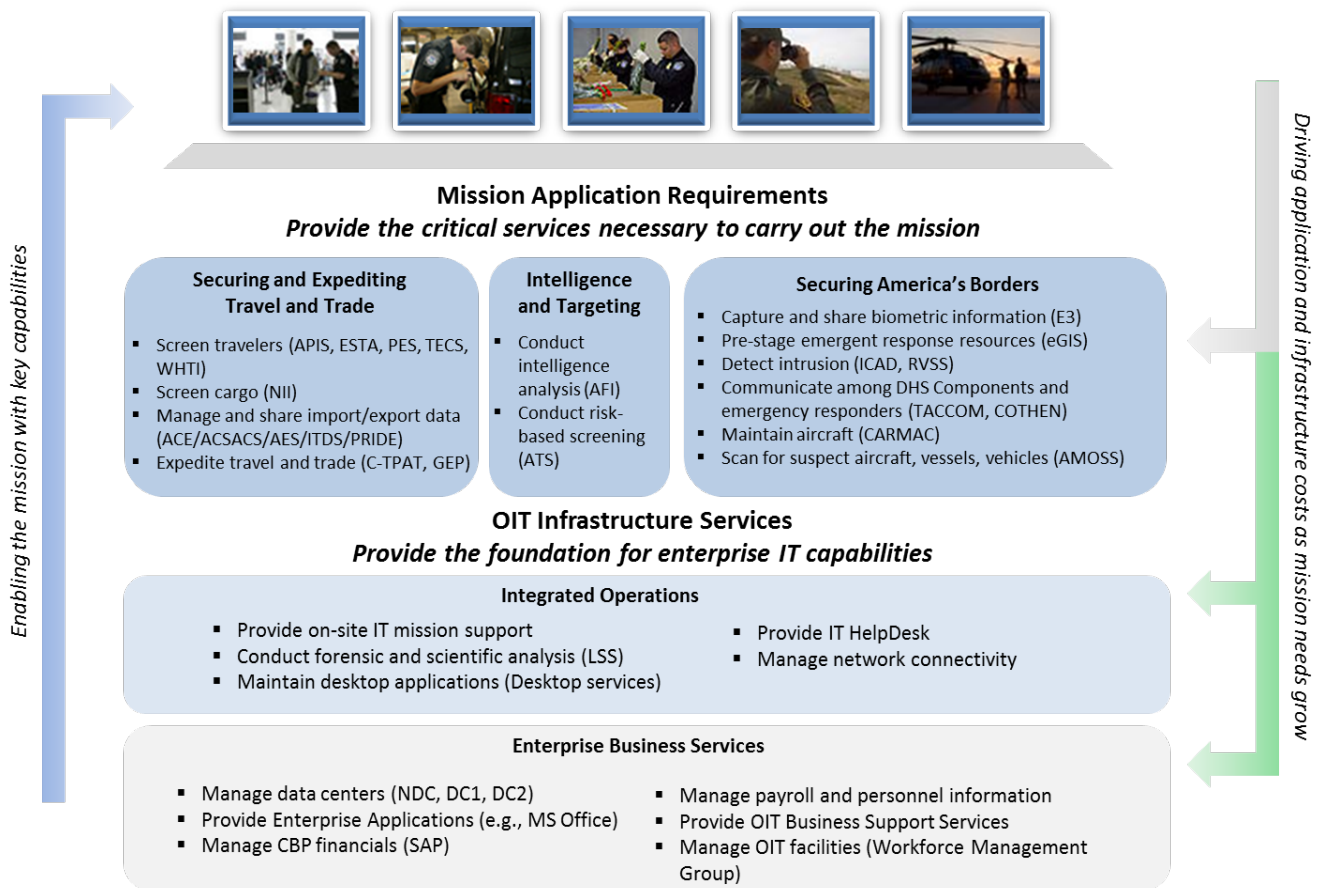 Mission Application Requirements
Provide the critical services necessary to carry out the mission
Enabling the mission with key capabilities
Driving application and infrastructure costs as mission needs grow
Securing and Expediting
Travel and Trade
▪ Screen travelers (APIS, ESTA, PES, TECS,
WHTI)
▪ Screen cargo (NII)
▪ Manage and share import/export data
(ACE/ACSACS/AES/ITDS/PRIDE)
▪ Expedite travel and trade (C-TPAT, GEP)
Intelligence
and Targeting
▪ Conduct
intelligence
analysis (AFI)
▪ Conduct risk-
based screening
(ATS)
Securing America's Borders
▪ Capture and share biometric information (E3)
▪ Pre-stage emergent response resources (eGIS)
▪ Detect intrusion (ICAD, RVSS)
▪ Communicate among DHS Components and
emergency responders (TACCOM, COTHEN)
▪ Maintain aircraft (CARMAC)
▪ Scan for suspect aircraft, vessels, vehicles (AMOSS)
OIT Infrastructure Services
Provide the foundation for enterprise IT capabilities
Integrated Operations
▪ Provide on-site IT mission support
▪ Conduct forensic and scientific analysis (LSS)
▪ Maintain desktop applications (Desktop services)
▪ Provide IT HelpDesk
▪ Manage network connectivity
Enterprise Business Services
▪ Manage data centers (NDC, DC1, DC2)
▪ Provide Enterprise Applications (e.g., MS Office)
▪ Manage CBP financials (SAP)
▪ Manage payroll and personnel information
▪ Provide OIT Business Support Services
▪ Manage OIT facilities (Workforce Management
Group)